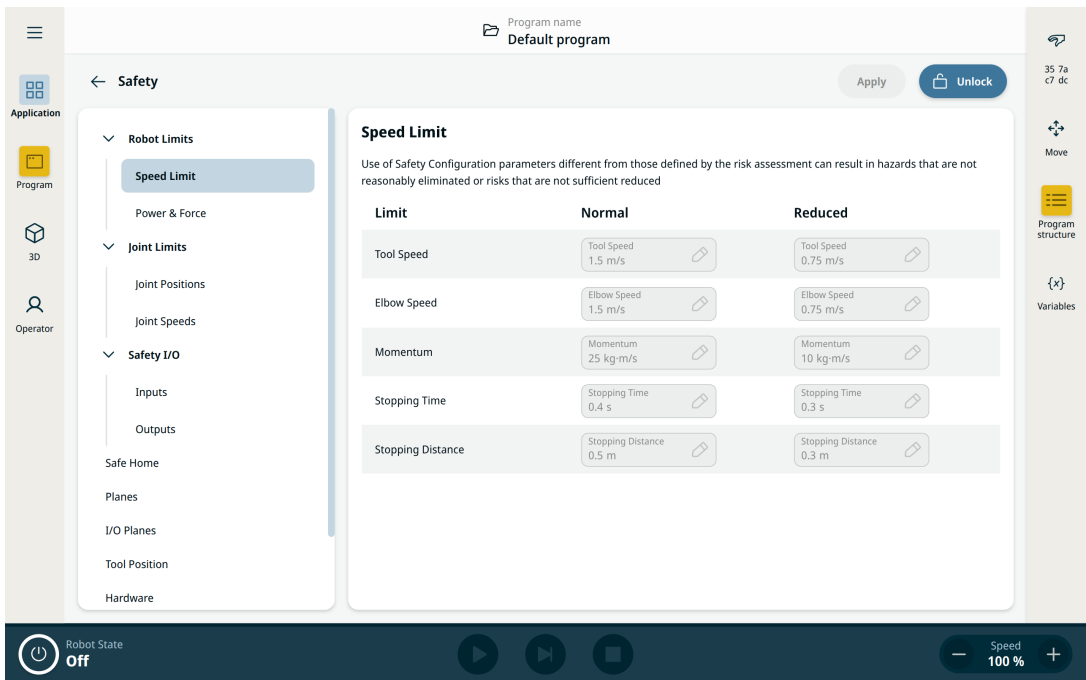 Program name
Default program
Application
Program
3D
Operator
Safety
Apply
Unlock
Robot Limits
Speed Limit
Power & Force
Joint Limits
Joint Positions
Joint Speeds
Safety I/O
Inputs
Outputs
Safe Home
Planes
I/O Planes
Tool Position
Hardware
Speed Limit
Use of Safety Configuration parameters different from those defined by the risk assessment can result in hazards that are not
reasonably eliminated or risks that are not sufficient reduced
Limit Normal Reduced
Tool Speed
Tool Speed
1.5 m/s
Tool Speed
0.75 m/s
Elbow Speed
Elbow Speed
1.5 m/s
Elbow Speed
0.75 m/s
Momentum
Momentum
25 kg·m/s
Momentum
10 kg·m/s
Stopping Time
Stopping Time
0.4 s
Stopping Time
0.3 s
Stopping Distance
Stopping Distance
0.5 m
Stopping Distance
0.3 m
35 7a
c7 dc
Move
Program
structure
{x}
Variables
Robot State
Off
Speed
100 %